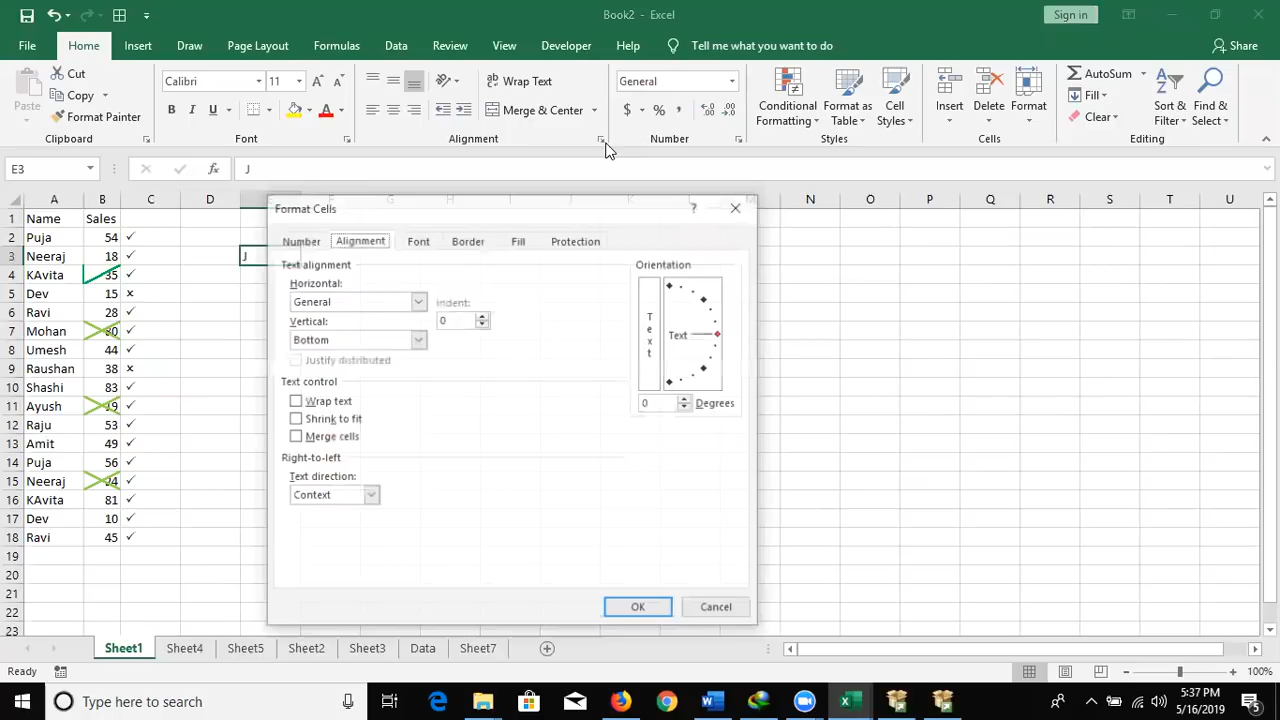 Book2 - Excel
Sign in
File Home Insert Draw Page Layout Formulas Data Review View Developer Help Tell me what you want to do Share
Paste
Cut
Copy
Format Painter
Clipboard
Calibri 11
B I U
Font
Wrap Text
Merge & Center
Alignment
General
$ % ,
Number
Conditional Formatting
Format as Table
Cell Styles
Styles
Insert
Delete
Format
Cells
AutoSum
Fill
Clear
Sort & Filter
Find & Select
Editing
E3 fx J
A B C D N O P Q R S T U
1 Name Sales
2 Puja 54 ✓
3 Neeraj 18 ✓ J
4 KAvita 35 ✓
5 Dev 15 ×
6 Ravi 28 ✓
7 Mohan ✓
8 Umesh 44 ✓
9 Raushan 38 ×
10 Shashi 83 ✓
11 Ayush ✓
12 Raju 53 ✓
13 Amit 49 ✓
14 Puja 56 ✓
15 Neeraj ✓
16 KAvita 81 ✓
17 Dev 10 ✓
18 Ravi 45 ✓
19
20
21
22
23
Format Cells ?
Number Alignment Font Border Fill Protection
Text alignment
Horizontal:
General
Indent:
0
Vertical:
Bottom
Justify distributed
Text control
Wrap text
Shrink to fit
Merge cells
Right-to-left
Text direction:
Context
Orientation
Text
Text
0 Degrees
OK Cancel
Sheet1 Sheet4 Sheet5 Sheet2 Sheet3 Data Sheet7
Ready 100%
Type here to search
5:37 PM
5/16/2019
5